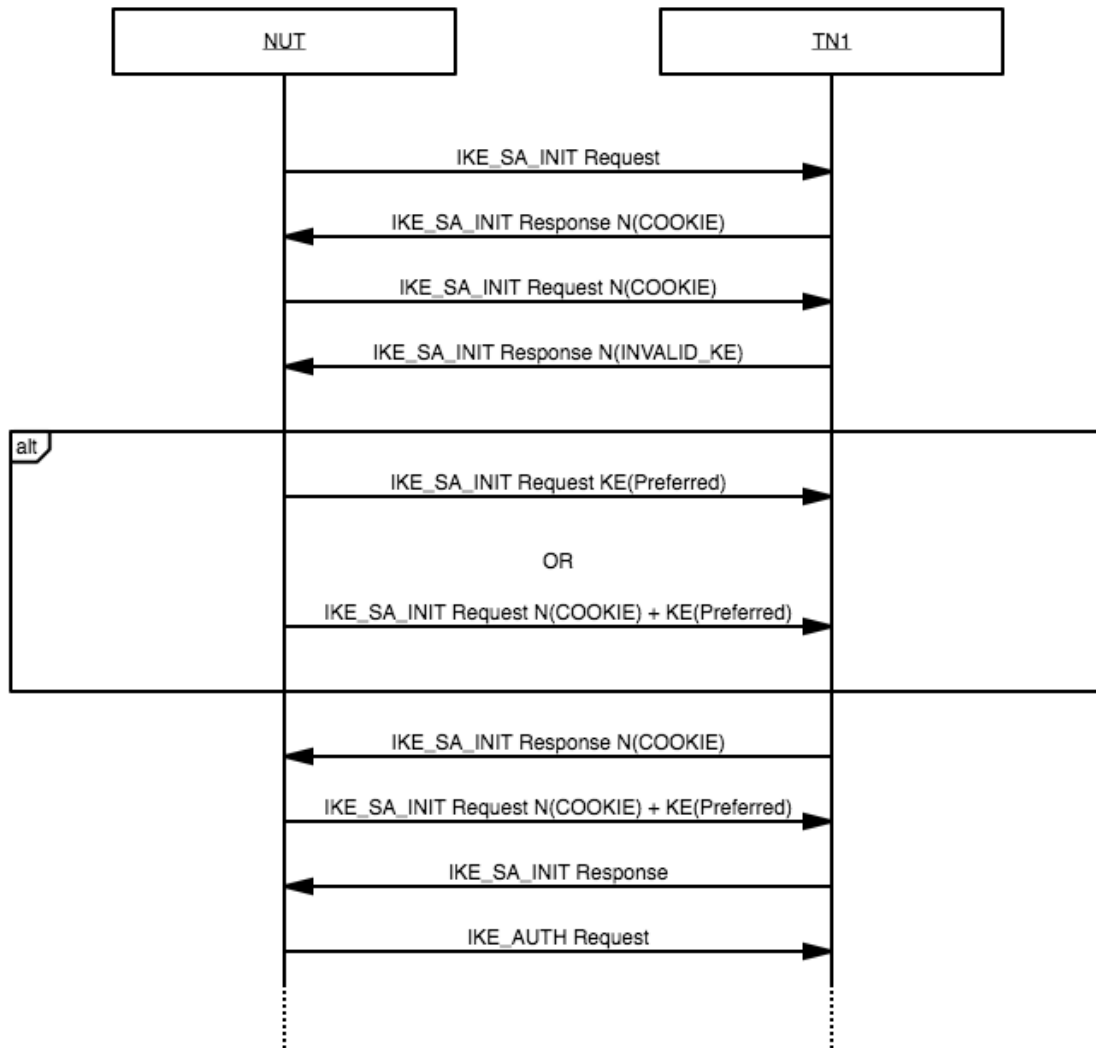 NUT
TN1
IKE_SA_INIT Request
IKE_SA_INIT Response N(COOKIE)
IKE_SA_INIT Request N(COOKIE)
IKE_SA_INIT Response N(INVALID_KE)
alt
IKE_SA_INIT Request KE(Preferred)
OR
IKE_SA_INIT Request N(COOKIE) + KE(Preferred)
IKE_SA_INIT Response N(COOKIE)
IKE_SA_INIT Request N(COOKIE) + KE(Preferred)
IKE_SA_INIT Response
IKE_AUTH Request